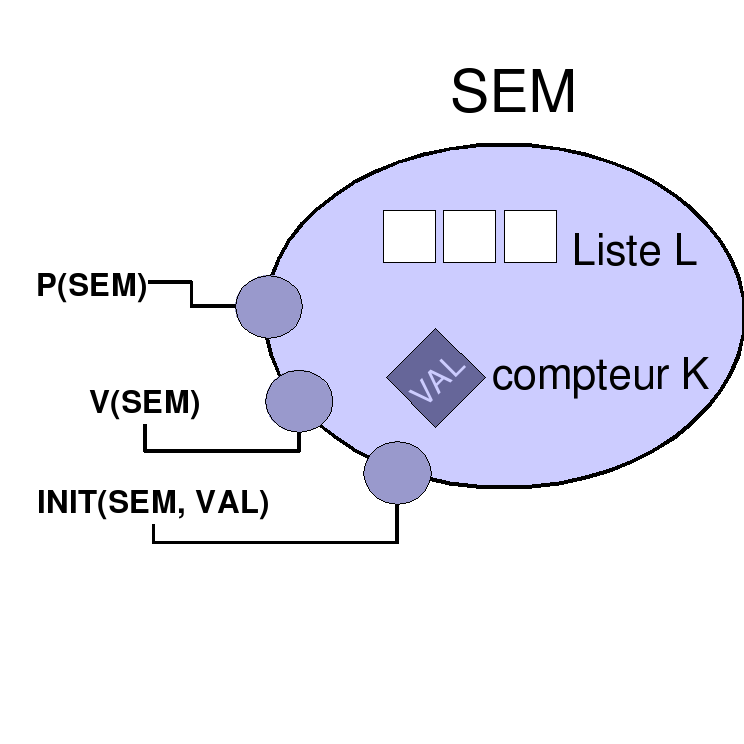 SEM
Liste L
P(SEM)
VAL
compteur K
V(SEM)
INIT(SEM, VAL)